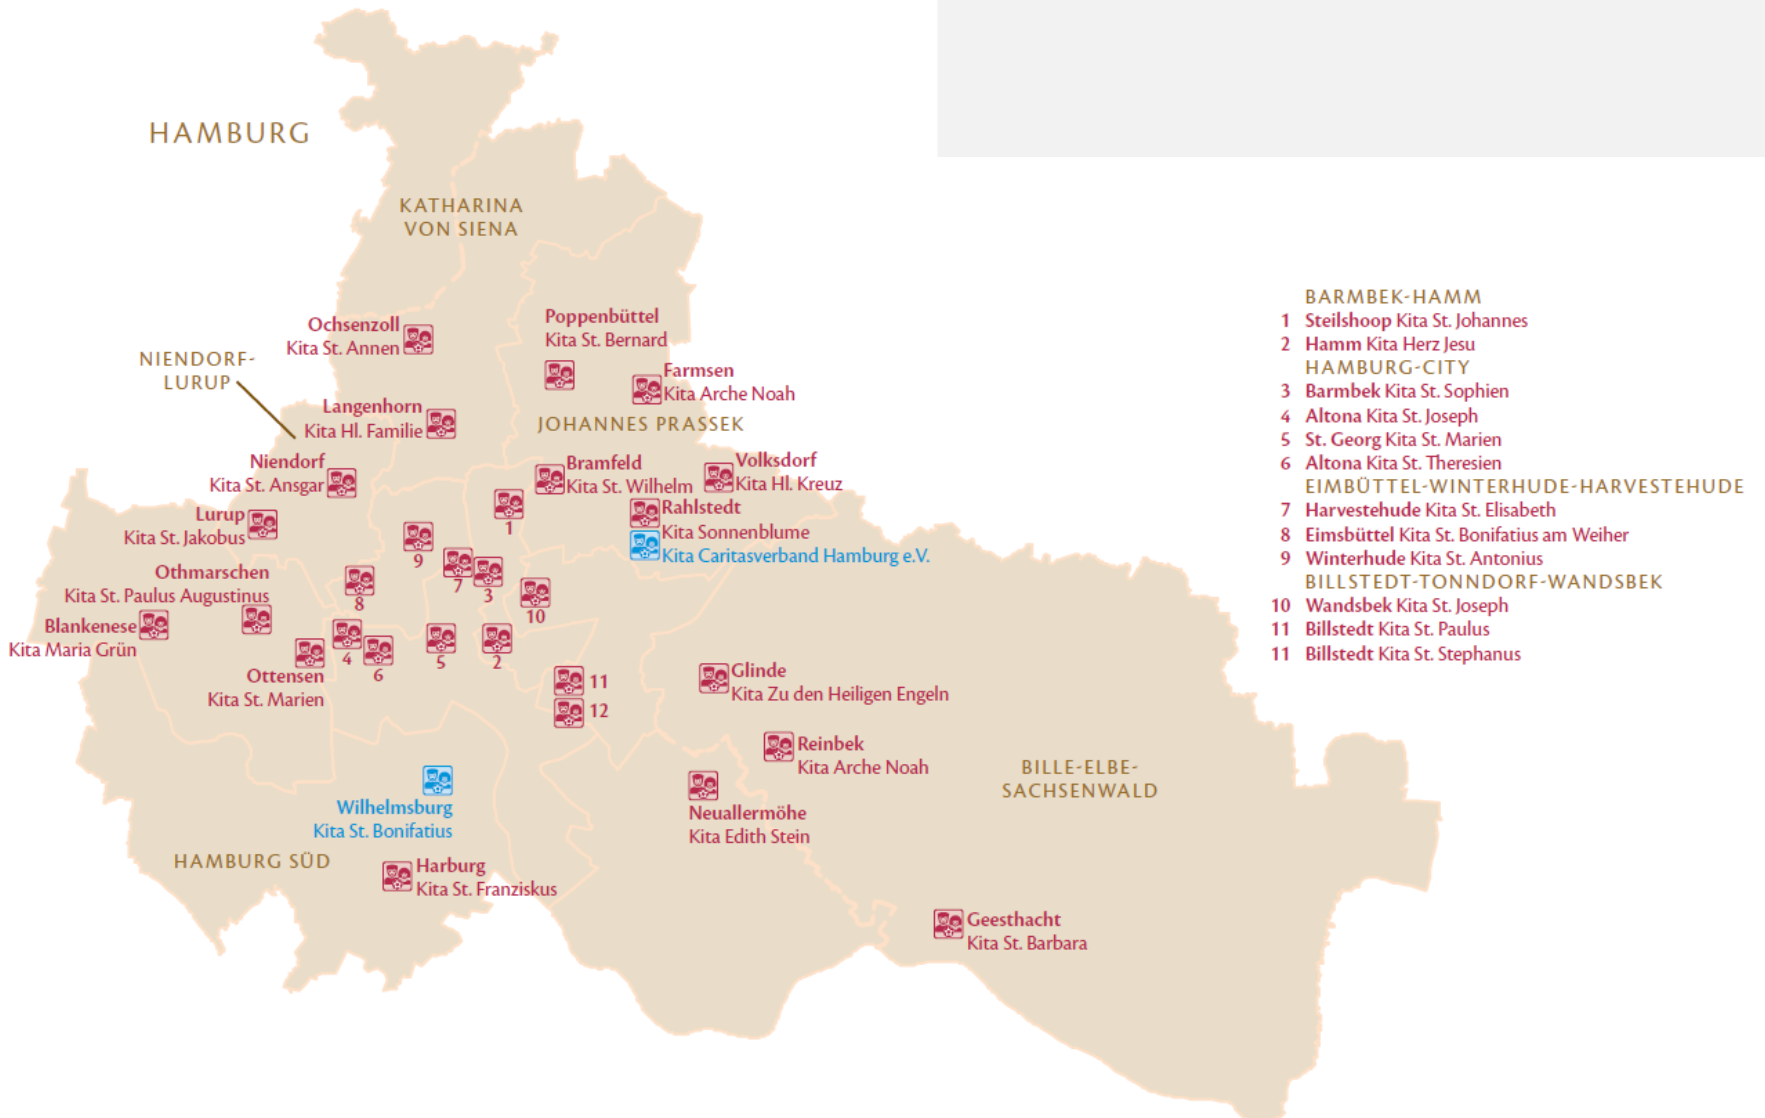 HAMBURG
KATHARINA
VON SIENA
Ochsenzoll
Kita St. Annen
Poppenbüttel
Kita St. Bernard
NIENDORF-
LURUP
Farmsen
Kita Arche Noah
Langenhorn
Kita Hl. Familie
JOHANNES PRASSEK
Niendorf
Kita St. Ansgar
Bramfeld
Kita St. Wilhelm
Volksdorf
Kita Hl. Kreuz
Lurup
Kita St. Jakobus
1
Rahlstedt
Kita Sonnenblume
Kita Caritasverband Hamburg e.V.
9
7
3
Othmarschen
Kita St. Paulus Augustinus
8
10
Blankenese
Kita Maria Grün
4
6
5
2
Ottensen
Kita St. Marien
11
12
Glinde
Kita Zu den Heiligen Engeln
Reinbek
Kita Arche Noah
BILLE-ELBE-
SACHSENWALD
Wilhelmsburg
Kita St. Bonifatius
Neuallermöhe
Kita Edith Stein
HAMBURG SÜD
Harburg
Kita St. Franziskus
Geesthacht
Kita St. Barbara
BARMBEK-HAMM
1 Steilshoop Kita St. Johannes
2 Hamm Kita Herz Jesu
HAMBURG-CITY
3 Barmbek Kita St. Sophien
4 Altona Kita St. Joseph
5 St. Georg Kita St. Marien
6 Altona Kita St. Theresien
EIMBÜTTEL-WINTERHUDE-HARVESTEHUDE
7 Harvestehude Kita St. Elisabeth
8 Eimsbüttel Kita St. Bonifatius am Weiher
9 Winterhude Kita St. Antonius
BILLSTEDT-TONNDORF-WANDSBEK
10 Wandsbek Kita St. Joseph
11 Billstedt Kita St. Paulus
11 Billstedt Kita St. Stephanus